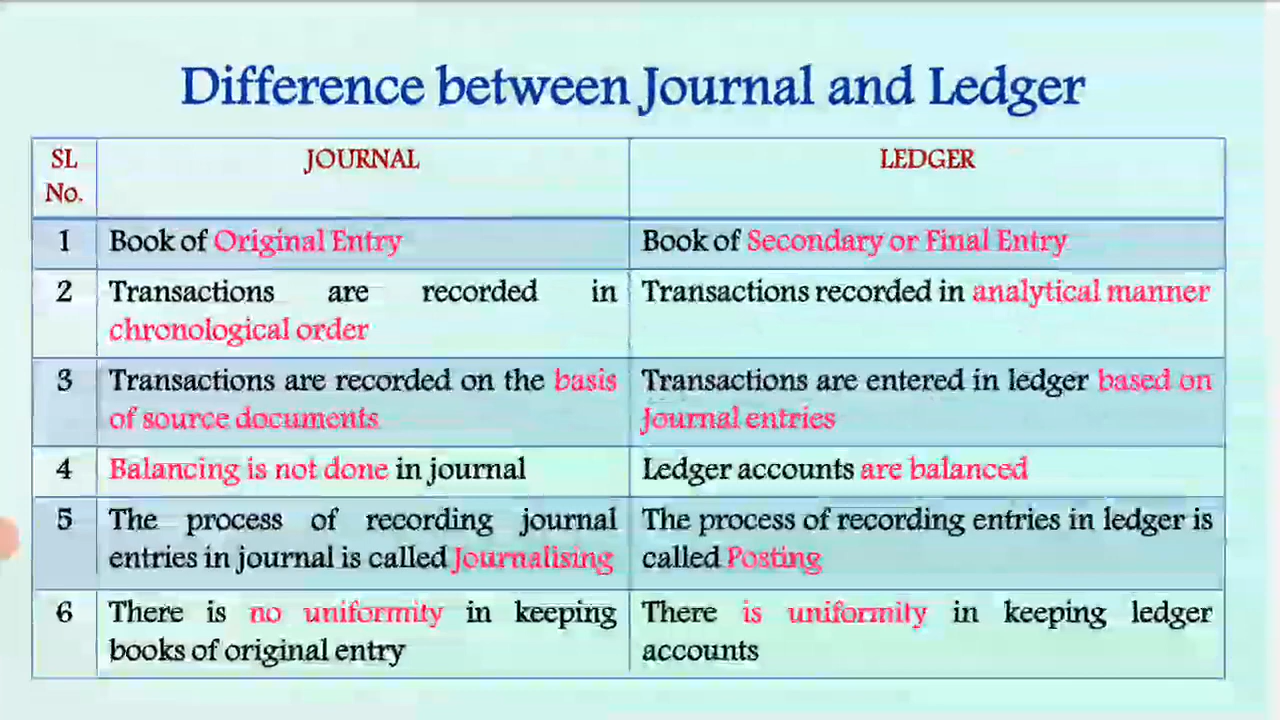 Difference between Journal and Ledger
SL
No.
JOURNAL
LEDGER
1
Book of Original Entry
Book of Secondary or Final Entry
2
Transactions are recorded in
chronological order
Transactions recorded in analytical manner
3
Transactions are recorded on the basis
of source documents
Transactions are entered in ledger based on
Journal entries
4
Balancing is not done in journal
Ledger accounts are balanced
5
The process of recording journal
entries in journal is called Journalising
The process of recording entries in ledger is
called Posting
6
There is no uniformity in keeping
books of original entry
There is uniformity in keeping ledger
accounts